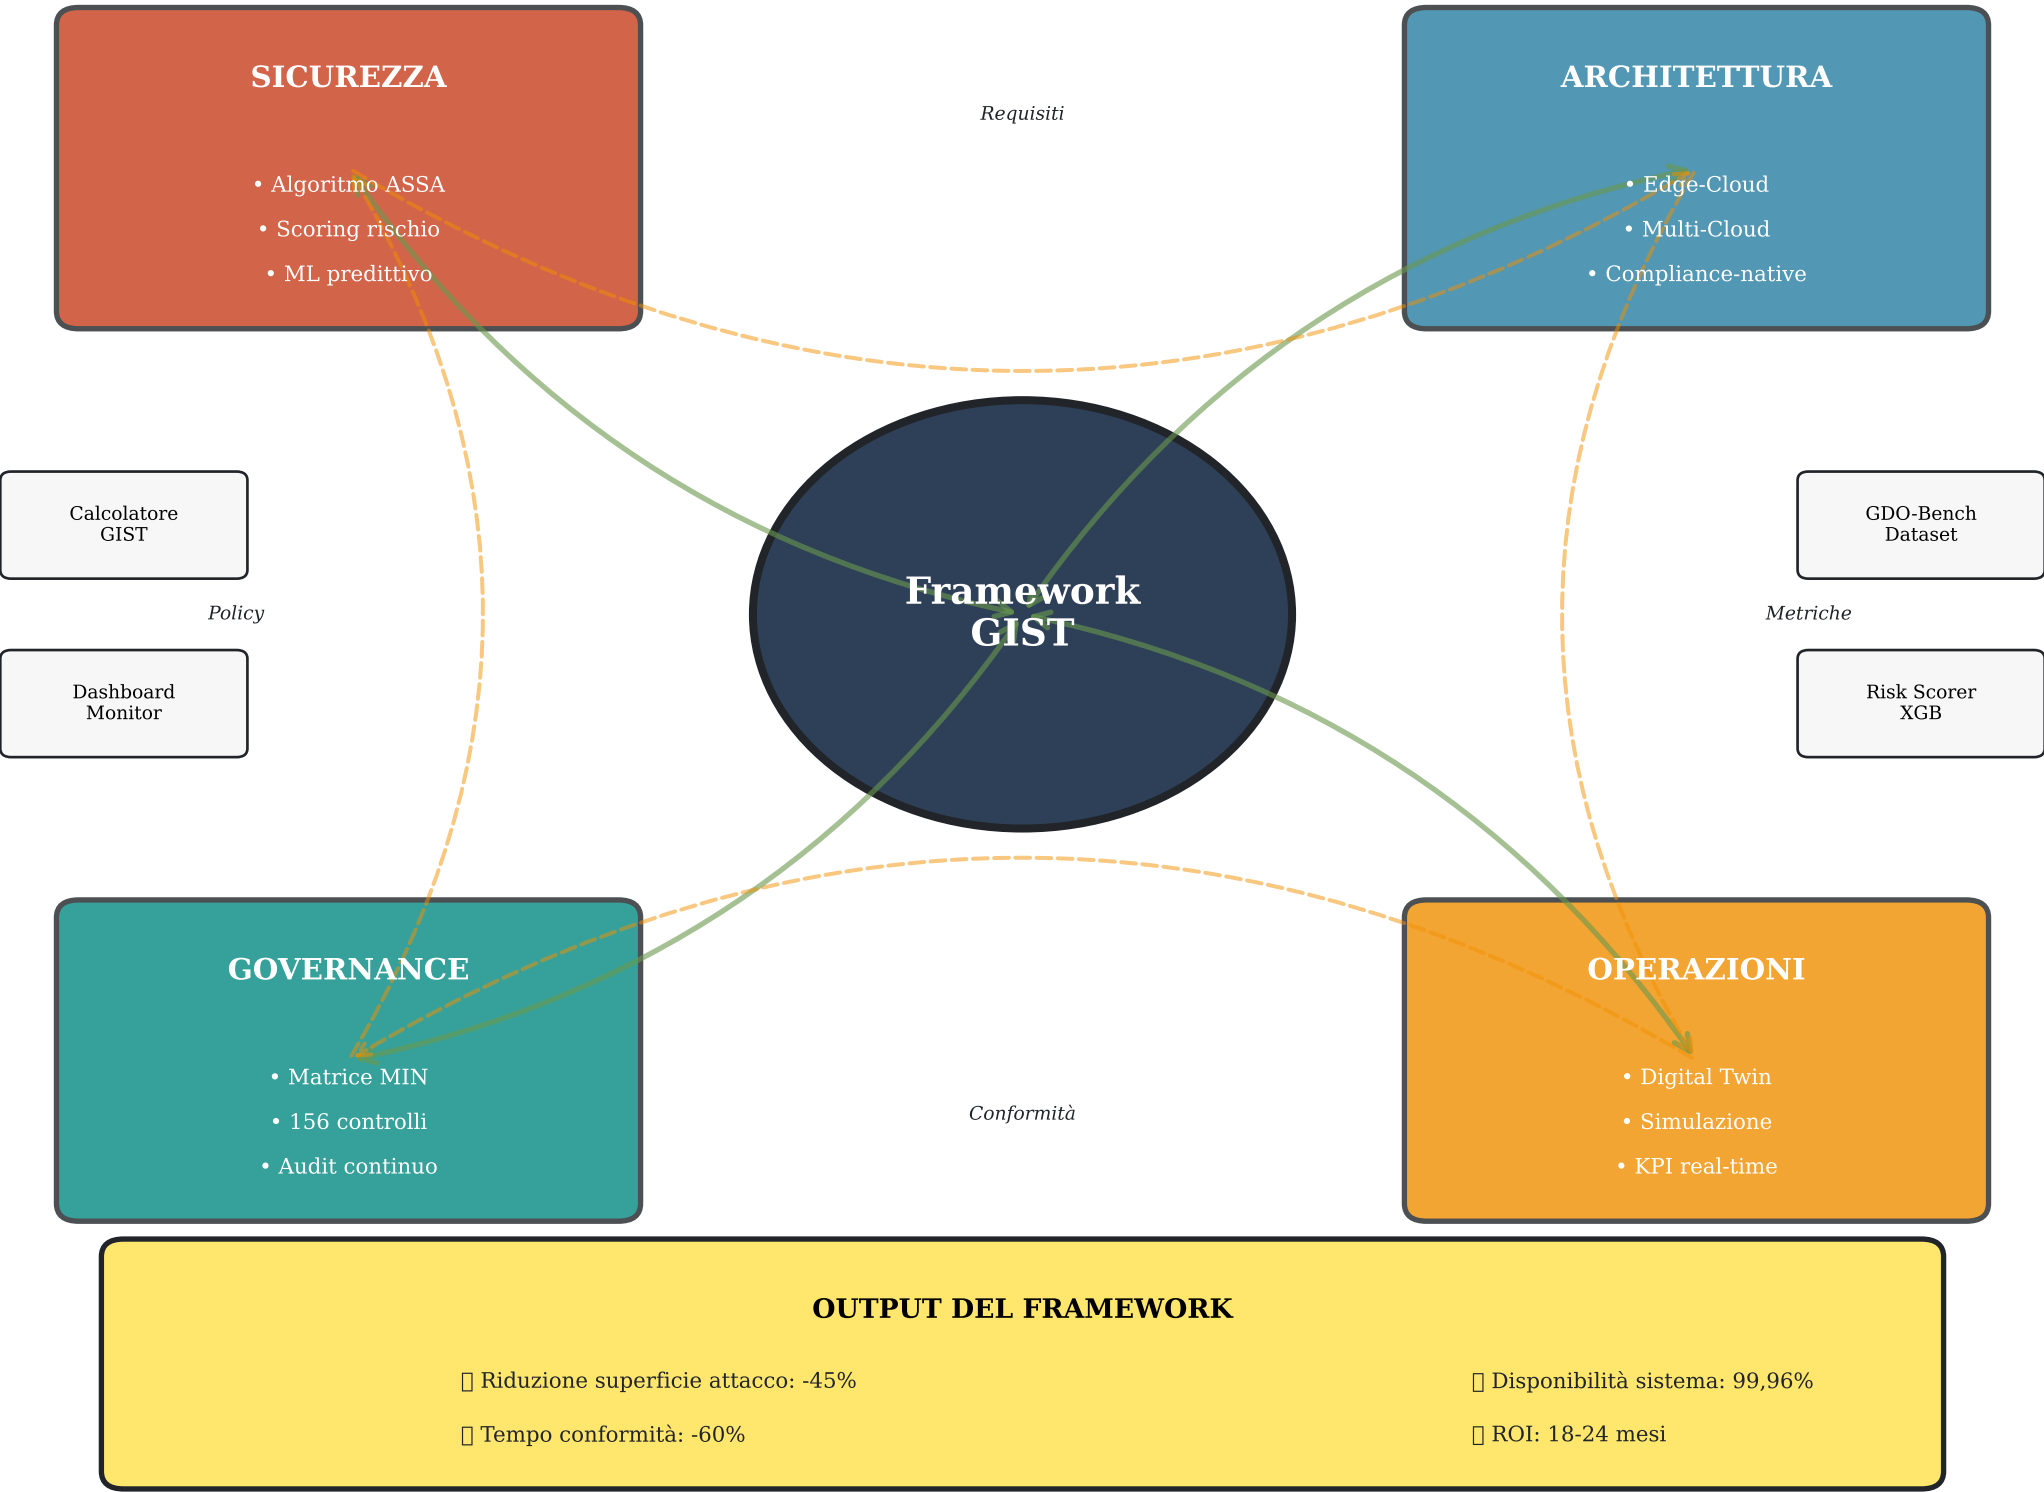 SICUREZZA
• Algoritmo ASSA
• Scoring rischio
• ML predittivo
Requisiti
ARCHITETTURA
• Edge-Cloud
• Multi-Cloud
• Compliance-native
Calcolatore
GIST
Policy
Dashboard
Monitor
Framework
GIST
GDO-Bench
Dataset
Metriche
Risk Scorer
XGB
GOVERNANCE
• Matrice MIN
• 156 controlli
• Audit continuo
Conformità
OPERAZIONI
• Digital Twin
• Simulazione
• KPI real-time
OUTPUT DEL FRAMEWORK
Riduzione superficie attacco: -45%
Tempo conformità: -60%
Disponibilità sistema: 99,96%
ROI: 18-24 mesi